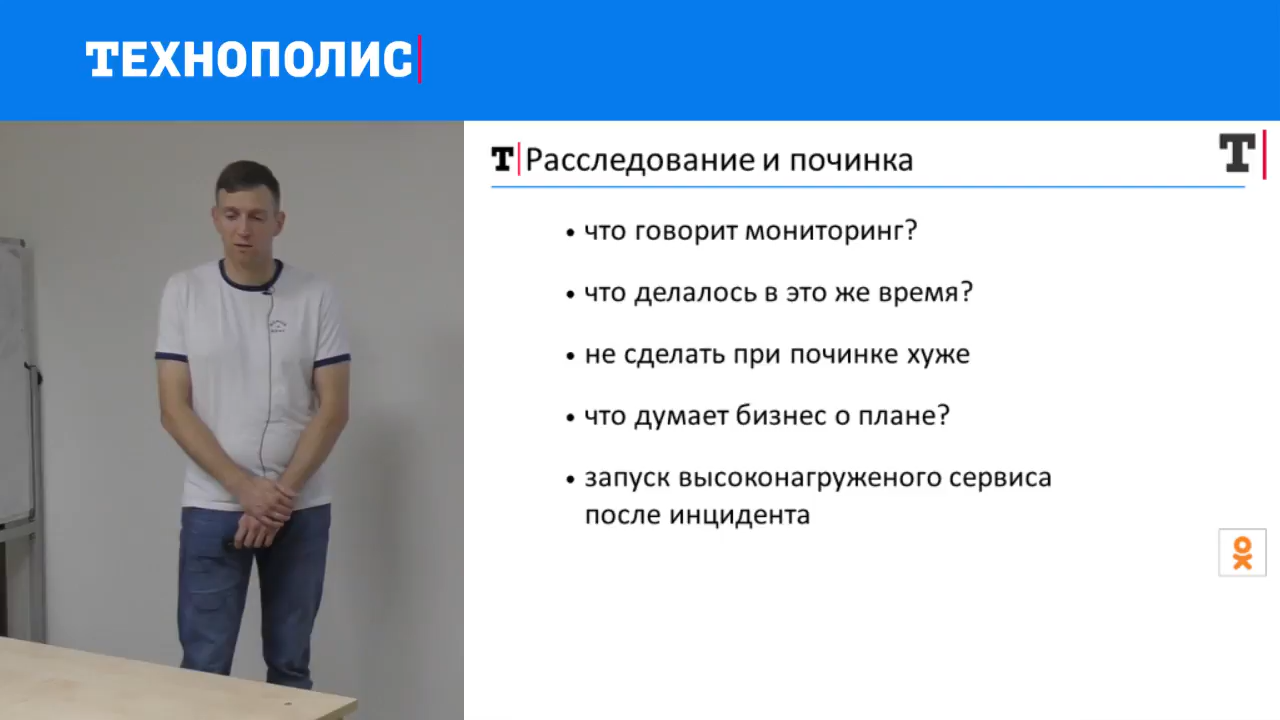 ТЕХНОПОЛИС
Т Расследование и починка
Т
• что говорит мониторинг?
• что делалось в это же время?
• не сделать при починке хуже
• что думает бизнес о плане?
• запуск высоконагруженого сервиса
после инцидента